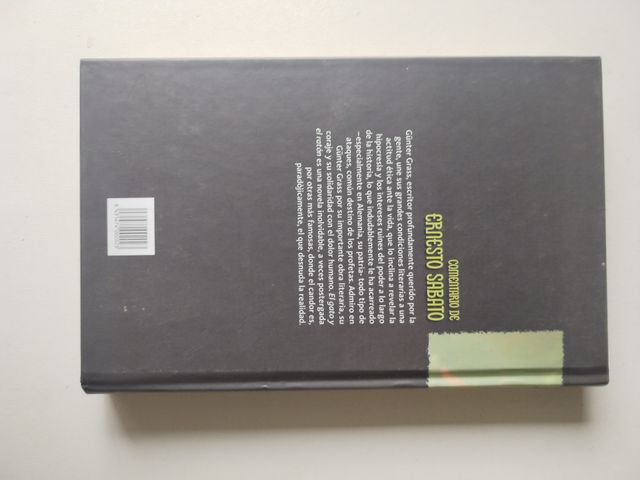 COMENTARIO DE
ERNESTO SABATO
Günter Grass, escritor profundamente querido por la
gente, une sus grandes condiciones literarias a una
actitud ética ante la vida, que lo inclina a revelar la
hipocresía y los intereses ruines del poder a lo largo
de la historia, lo que indudablemente le ha acarreado
–especialmente en Alemania, su patria– todo tipo de
ataques, común destino de los profetas. Admiro en
Günter Grass por su importante obra literaria, su
coraje y su solidaridad con el dolor humano. El gato y
el ratón es una novela inolvidable, a veces postergada
por otras más famosas, donde el candor es,
paradójicamente, el que desnuda la realidad.